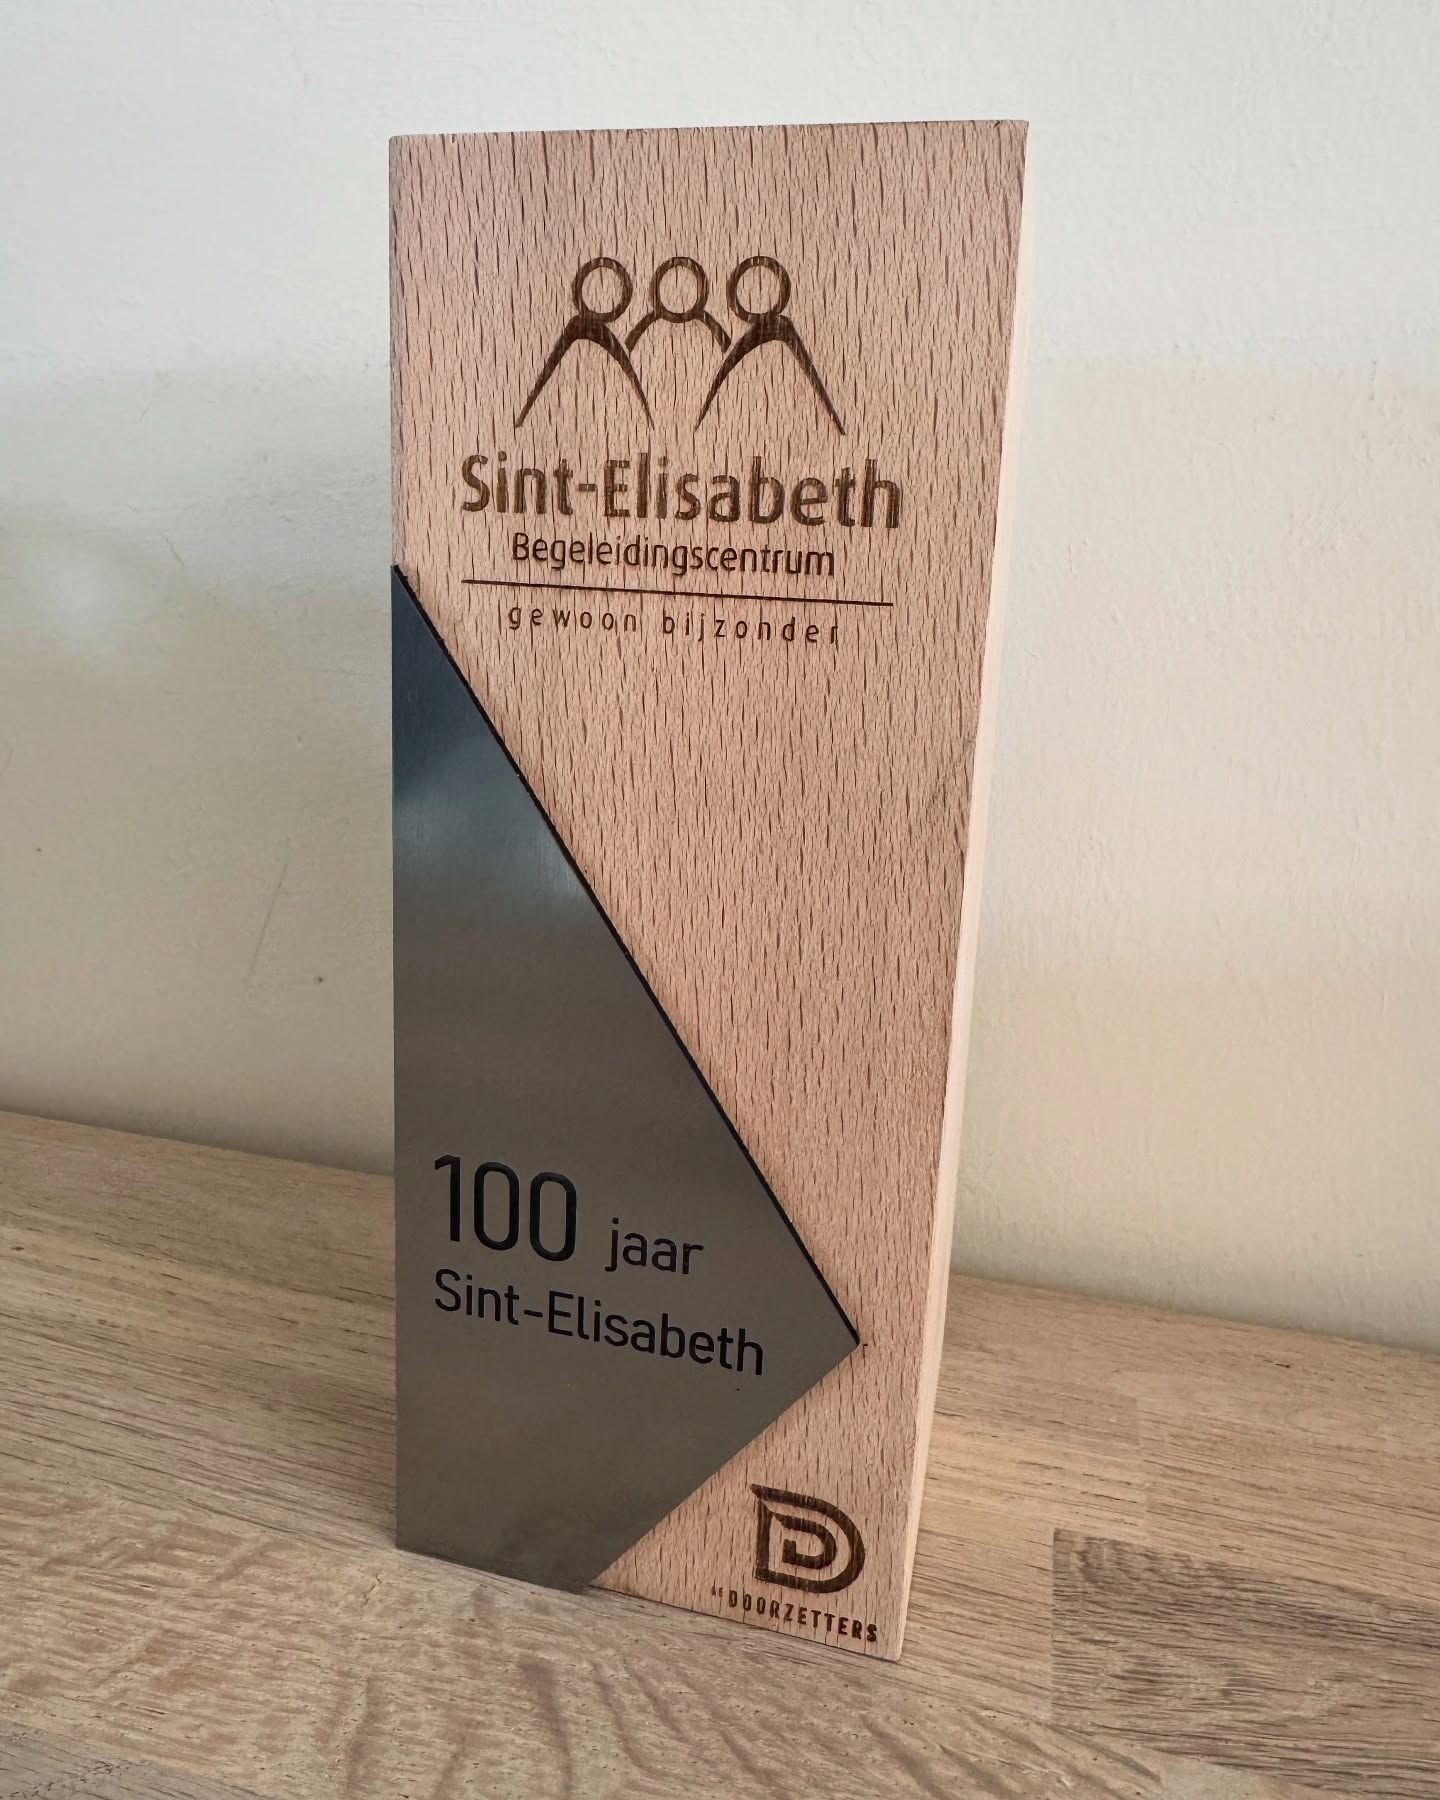 Sint-Elisabeth
Begeleidingscentrum
gewoon bijzonder
100 jaar
Sint-Elisabeth
D
"DOORZETTERS